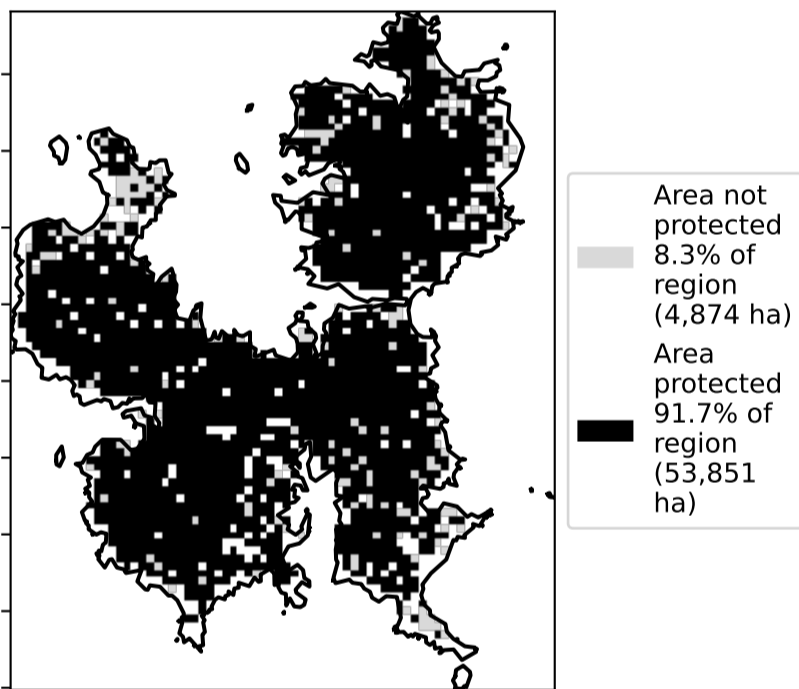 Area not
protected
8.3% of
region
(4,874 ha)
Area
protected
91.7% of
region
(53,851
ha)